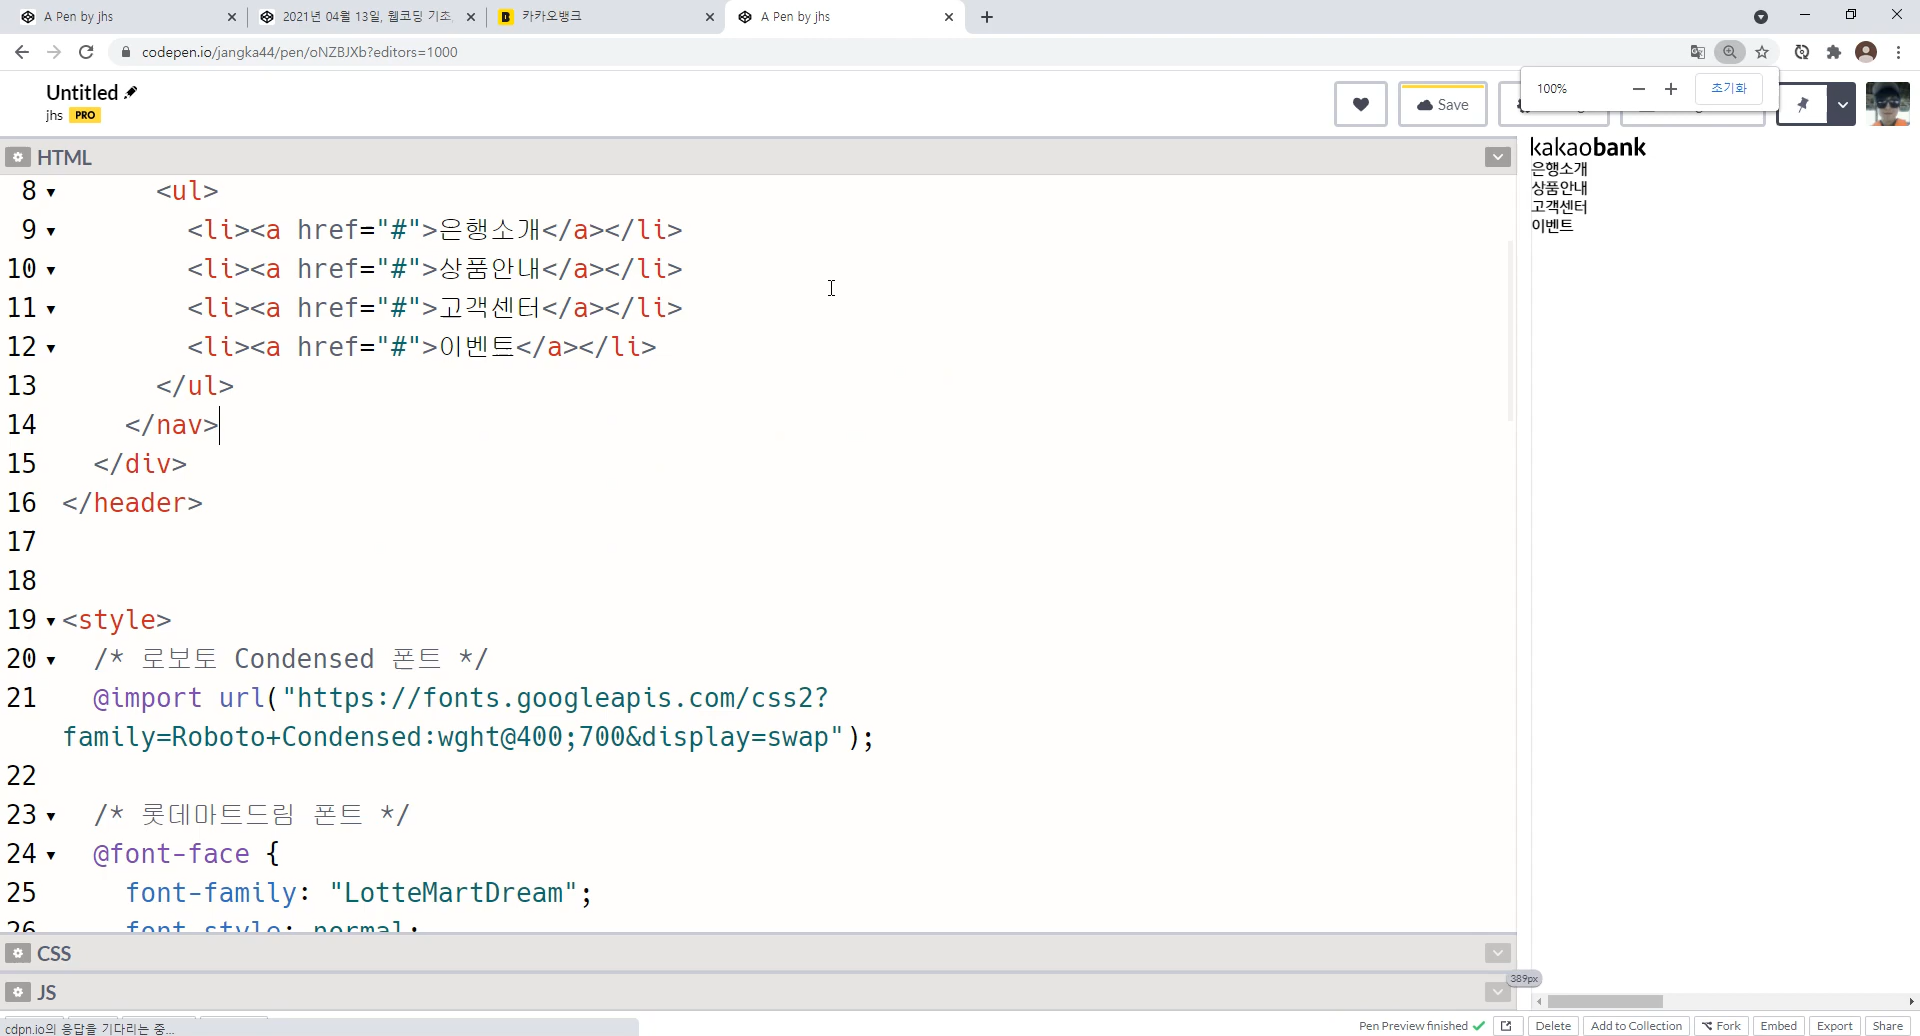 A Pen by jhs
2021년 04월 13일, 웹코딩 기초
카카오뱅크
A Pen by jhs
codepen.io/jangka44/pen/oNZBJXb?editors=1000
Untitled
jhs PRO
Save
100%
초기화
HTML
8 <ul>
9 <li><a href="#">은행소개</a></li>
10 <li><a href="#">상품안내</a></li>
11 <li><a href="#">고객센터</a></li>
12 <li><a href="#">이벤트</a></li>
13 </ul>
14 </nav>
15 </div>
16 </header>
17
18
19 <style>
20 /* 로보토 Condensed 폰트 */
21 @import url("https://fonts.googleapis.com/css2?
family=Roboto+Condensed:wght@400;700&display=swap");
22
23 /* 롯데마트드림 폰트 */
24 @font-face {
25 font-family: "LotteMartDream";
26 font-style: normal;
kakaobank
은행소개
상품안내
고객센터
이벤트
CSS
389px
JS
cdpn.io의 응답을 기다리는 중...
Pen Preview finished
Delete
Add to Collection
Fork
Embed
Export
Share